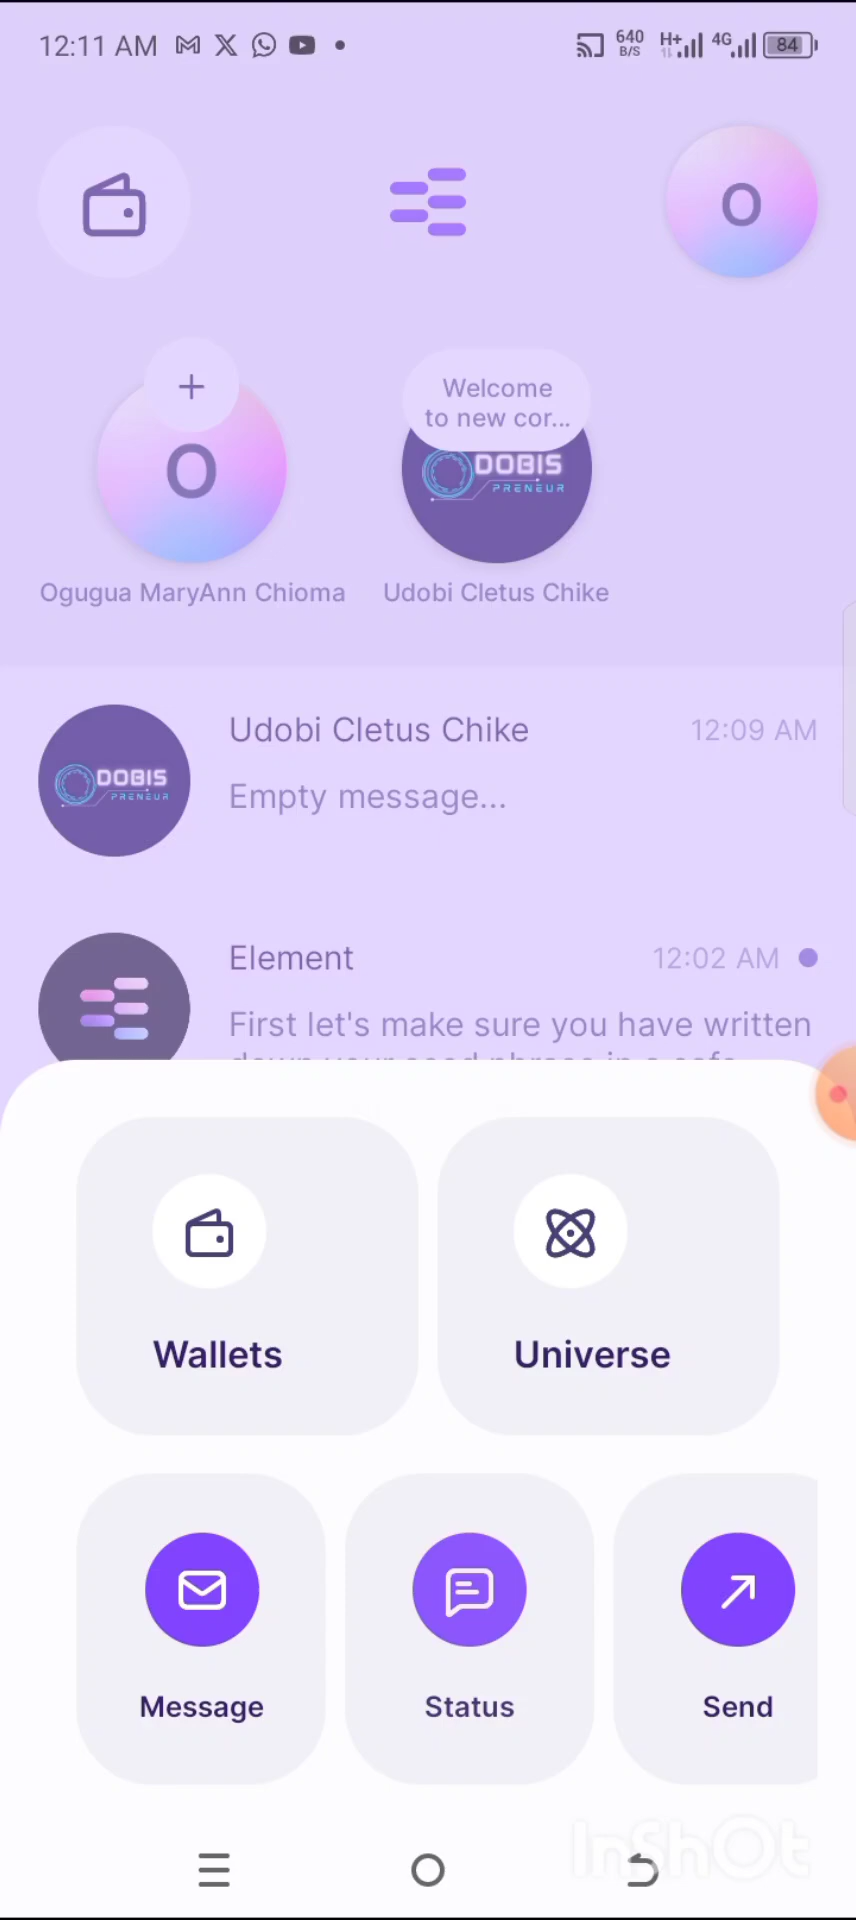 12:11 AM
640
B/S
H+
4G
84
O
+
Welcome
to new cor...
O
DOBIS
PRENEUR
Ogugua MaryAnn Chioma
Udobi Cletus Chike
Udobi Cletus Chike
12:09 AM
DOBIS
PRENEUR
Empty message...
Element
12:02 AM
First let's make sure you have written
Wallets
Universe
Message
Status
Send
InShOt